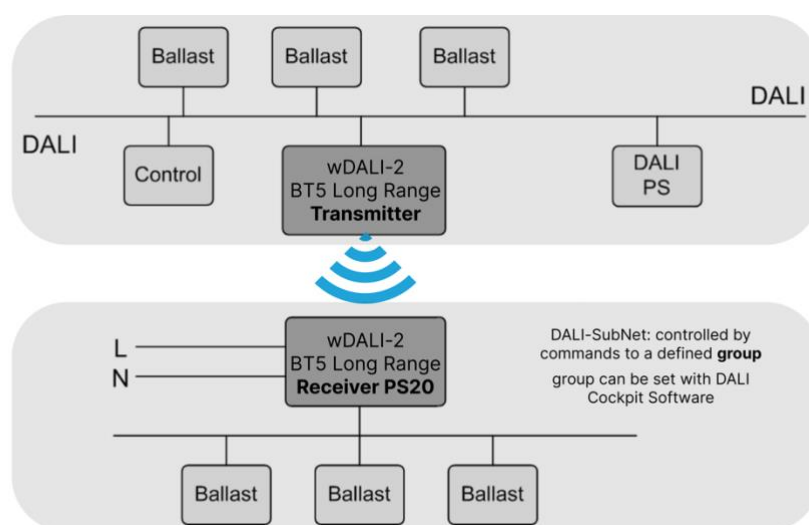 Ballast
Ballast
Ballast
DALI
DALI
Control
wDALI-2
BT5 Long Range
Transmitter
DALI
PS
L
N
wDALI-2
BT5 Long Range
Receiver PS20
DALI-SubNet: controlled by
commands to a defined group
group can be set with DALI
Cockpit Software
Ballast
Ballast
Ballast